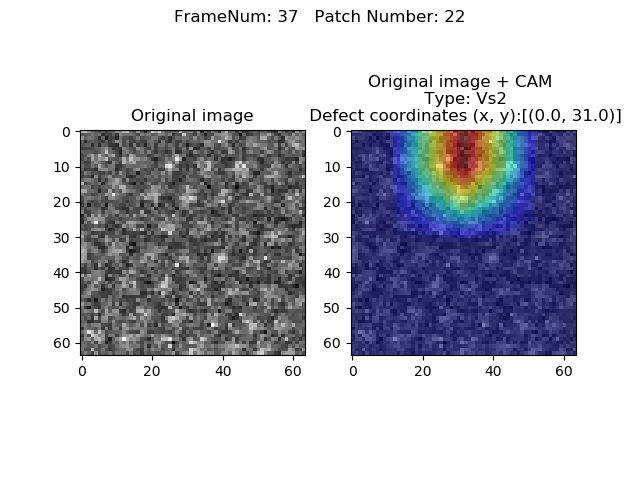 FrameNum: 37   Patch Number: 22
Original image
Original image + CAM
Type: Vs2
Defect coordinates (x, y):[(0.0, 31.0)]
0
10
20
30
40
50
60
0 20 40 60
0
10
20
30
40
50
60
0 20 40 60